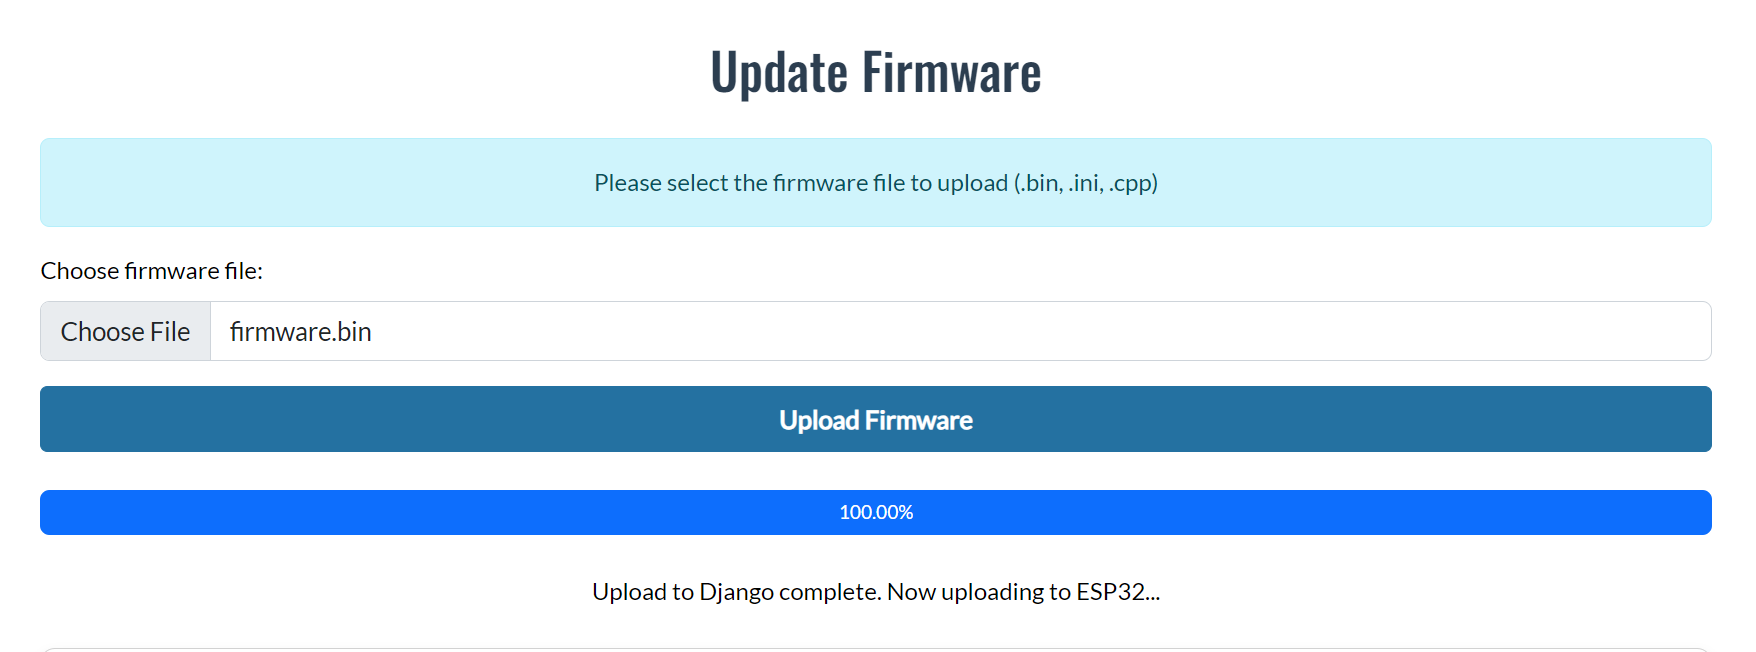 Update Firmware
Please select the firmware file to upload (.bin, .ini, .cpp)
Choose firmware file:
Choose File firmware.bin
Upload Firmware
100.00%
Upload to Django complete. Now uploading to ESP32...